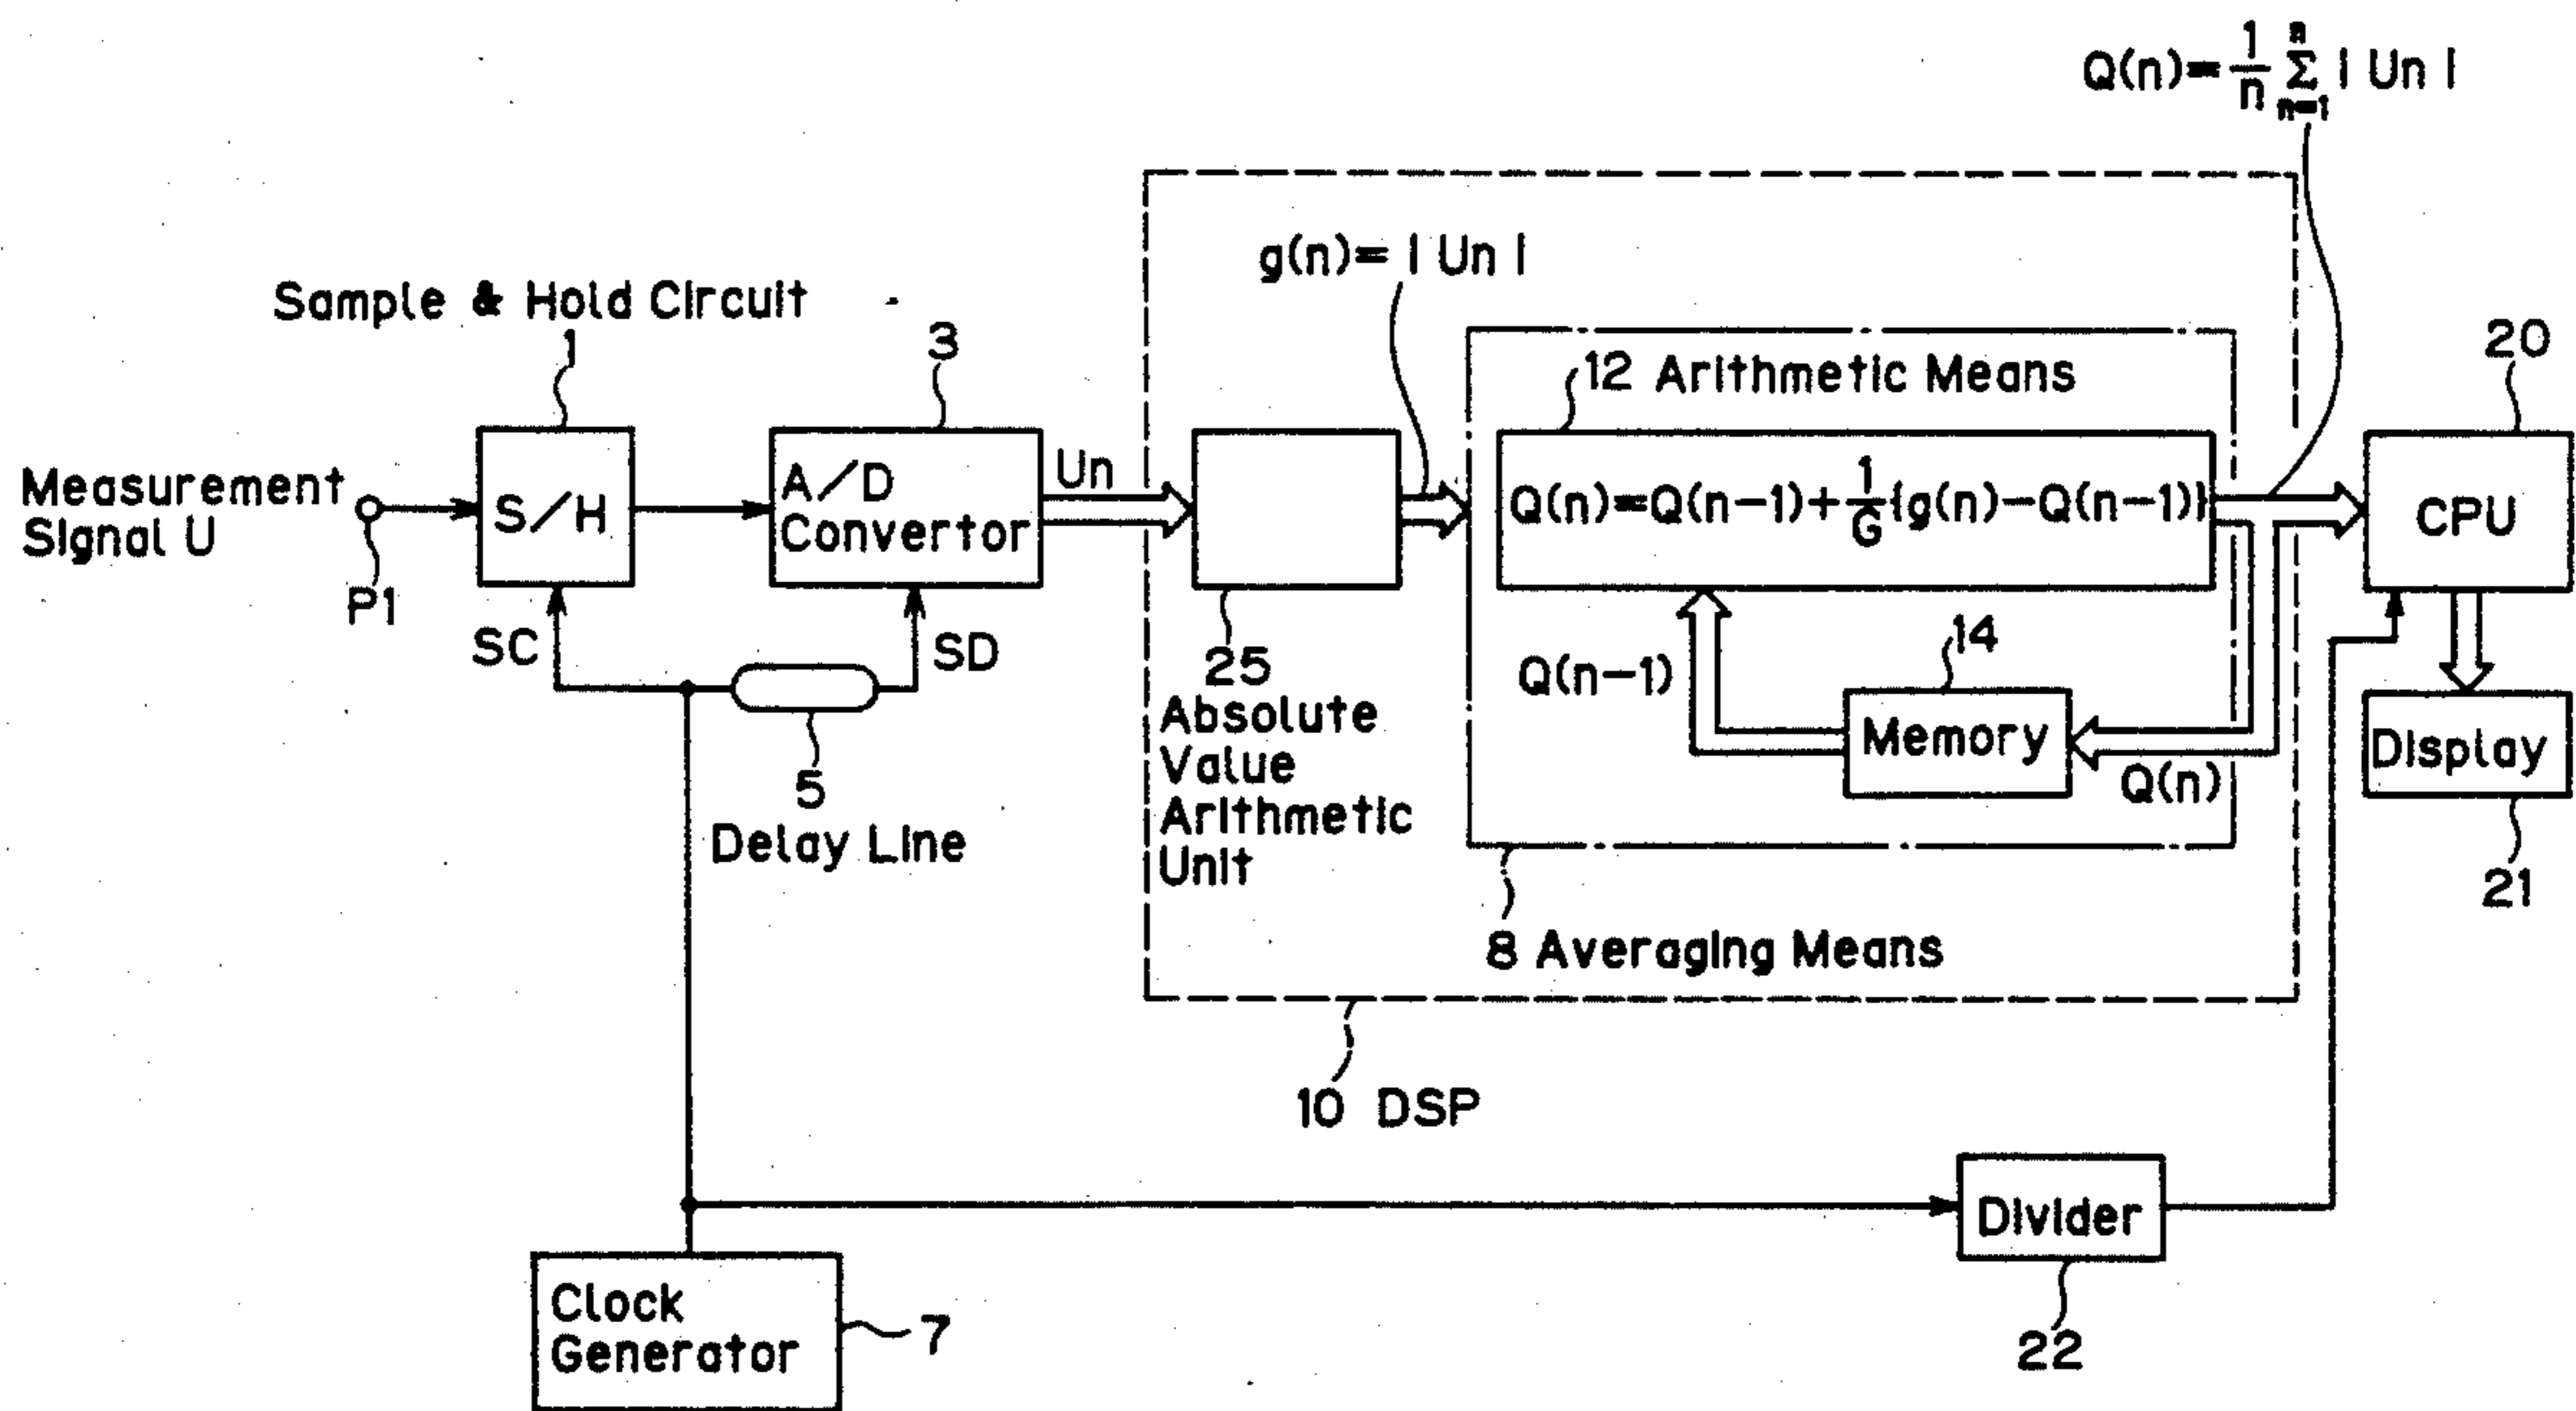 Q(n)=1/n Σ n n=1 | Un |
g(n)= | Un |
Sample & Hold Circuit
1
3
20
12 Arithmetic Means
Measurement
Signal U
P1
S/H
A/D
Convertor
Un
Q(n)=Q(n-1)+1/G{g(n)-Q(n-1)}
CPU
SC
SD
25
Absolute
Value
Arithmetic
Unit
Q(n-1)
14
Memory
Q(n)
Display
21
5
Delay Line
8 Averaging Means
10 DSP
Divider
22
Clock
Generator
7